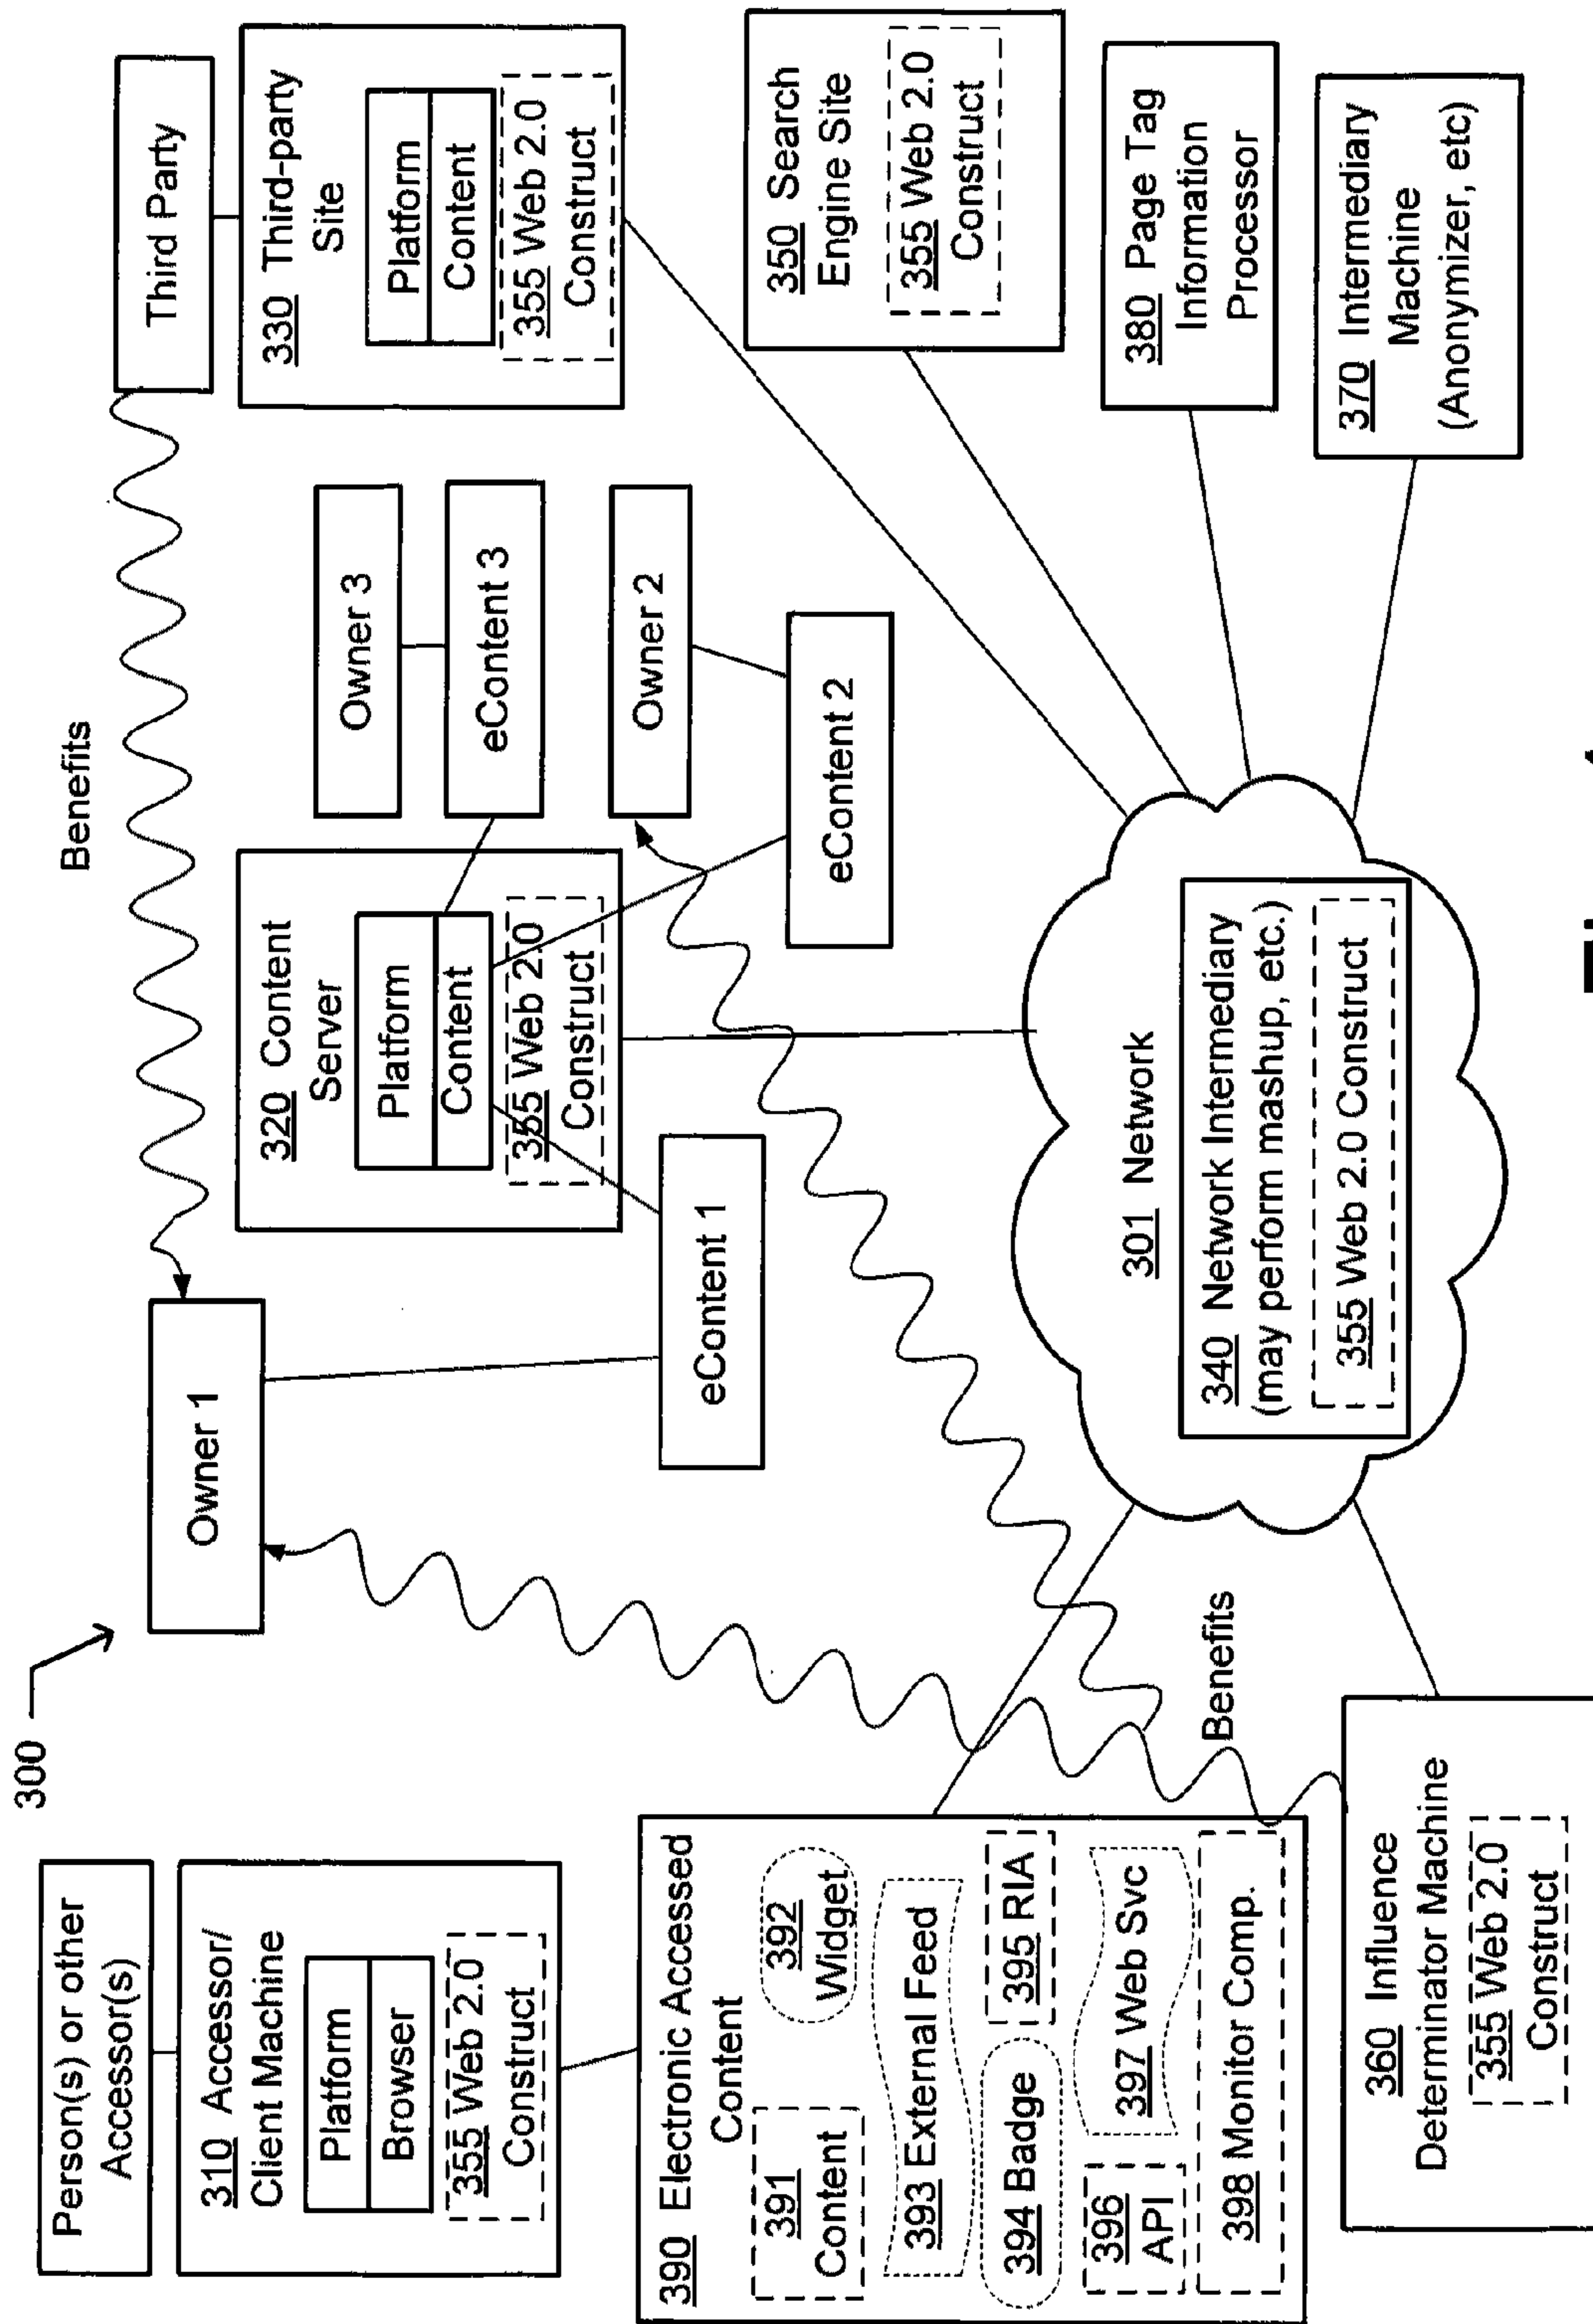 300
Person(s) or other
Accessor(s)
310 Accessor/
Client Machine
Platform
Browser
355 Web 2.0
Construct
390 Electronic Accessed
Content
391
Content
392
Widget
393 External Feed
394 Badge
395 RIA
396
API
397 Web Svc
398 Monitor Comp.
360 Influence
Determinator Machine
355 Web 2.0
Construct
Benefits
Owner 1
eContent 1
Benefits
320 Content
Server
Platform
Content
355 Web 2.0
Construct
Owner 3
eContent 3
Owner 2
eContent 2
301 Network
340 Network Intermediary
(may perform mashup, etc.)
355 Web 2.0 Construct
Third Party
330 Third-party
Site
Platform
Content
355 Web 2.0
Construct
350 Search
Engine Site
355 Web 2.0
Construct
380 Page Tag
Information
Processor
370 Intermediary
Machine
(Anonymizer, etc)